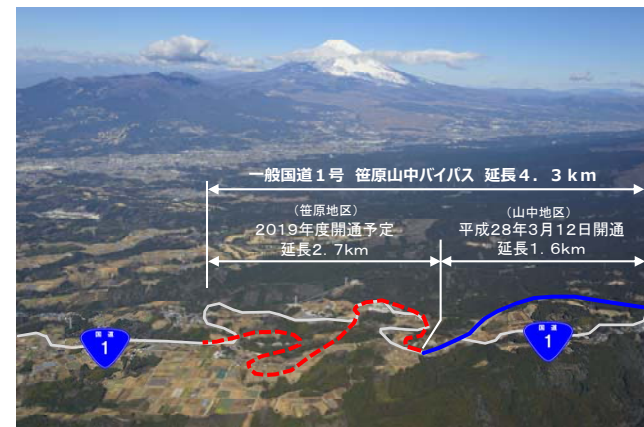 一般国道1号 笹原山中バイパス 延長4.3km
(笹原地区)
2019年度開通予定
延長2.7km
(山中地区)
平成28年3月12日開通
延長1.6km
国道
1
国道
1